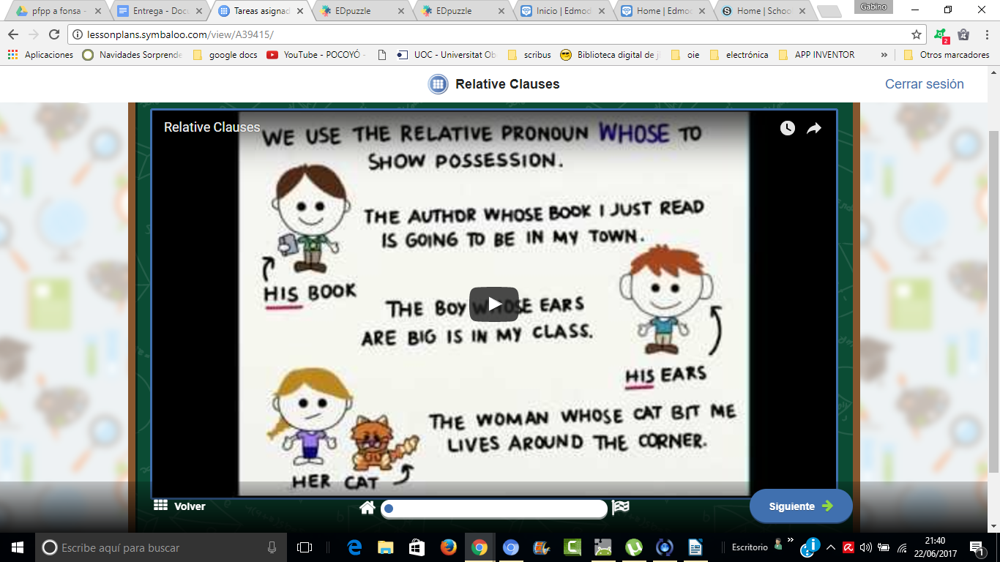 Gabino
pfpp a fonsa -
Entrega - Docu
Tareas asignad
EDpuzzle
EDpuzzle
Inicio | Edmod
Home | Edmod
Home | Schoo
lessonplans.symbaloo.com/view/A39415/
2
Aplicaciones
Navidades Sorprende
google docs
YouTube - POCOYÓ -
UOC - Universitat Ob
scribus
Biblioteca digital de
oie
electrónica
APP INVENTOR
»
Otros marcadores
Relative Clauses
Cerrar sesión
Relative Clauses
WE USE THE RELATIVE PRONOUN WHOSE TO
SHOW POSSESSION.
THE AUTHOR WHOSE BOOK I JUST READ
IS GOING TO BE IN MY TOWN.
HIS BOOK
THE BOY WHOSE EARS
ARE BIG IS IN MY CLASS.
HIS EARS
THE WOMAN WHOSE CAT BIT ME
LIVES AROUND THE CORNER.
HER CAT
Volver
Siguiente
Escribe aquí para buscar
Escritorio
»
21:40
22/06/2017
1